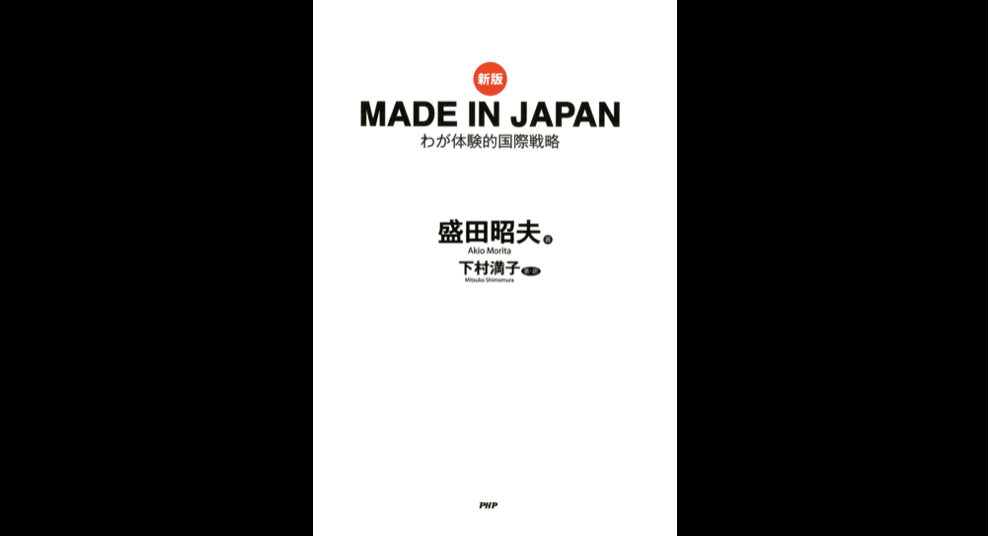 新版
MADE IN JAPAN
わが体験的国際戦略
盛田昭夫 著
Akio Morita
下村満子 著・訳
Mitsuko Shimomura
PHP